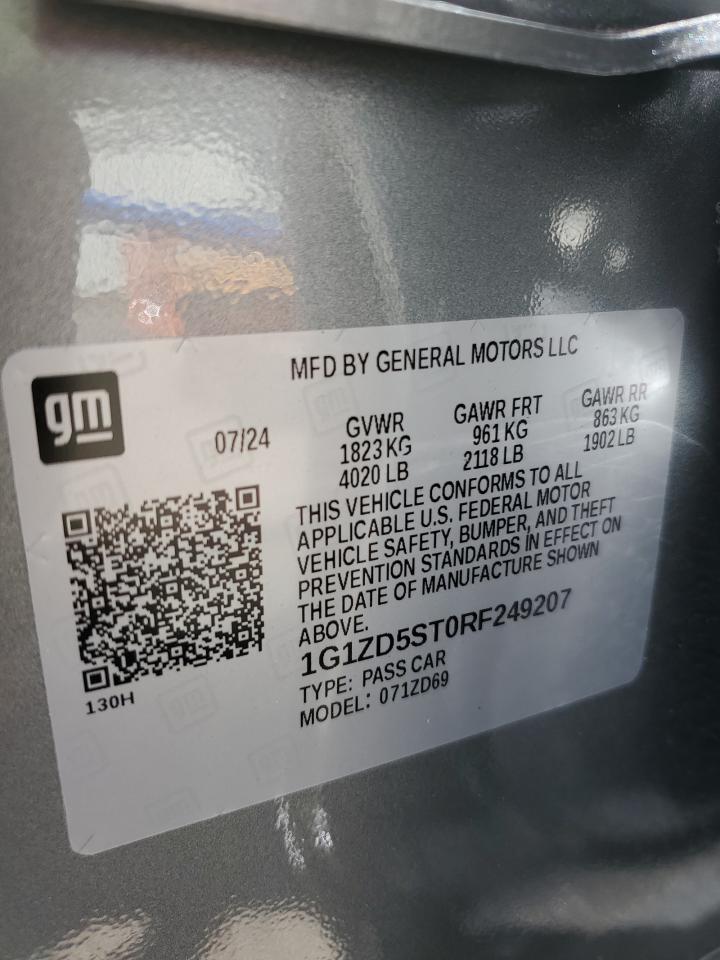 MFD BY GENERAL MOTORS LLC
gm
07/24
GVWR
1823 KG
4020 LB
GAWR FRT
961 KG
2118 LB
GAWR RR
863 KG
1902 LB
THIS VEHICLE CONFORMS TO ALL
APPLICABLE U.S. FEDERAL MOTOR
VEHICLE SAFETY, BUMPER, AND THEFT
PREVENTION STANDARDS IN EFFECT ON
THE DATE OF MANUFACTURE SHOWN
ABOVE.
1G1ZD5ST0RF249207
TYPE: PASS CAR
MODEL: 071ZD69
130H